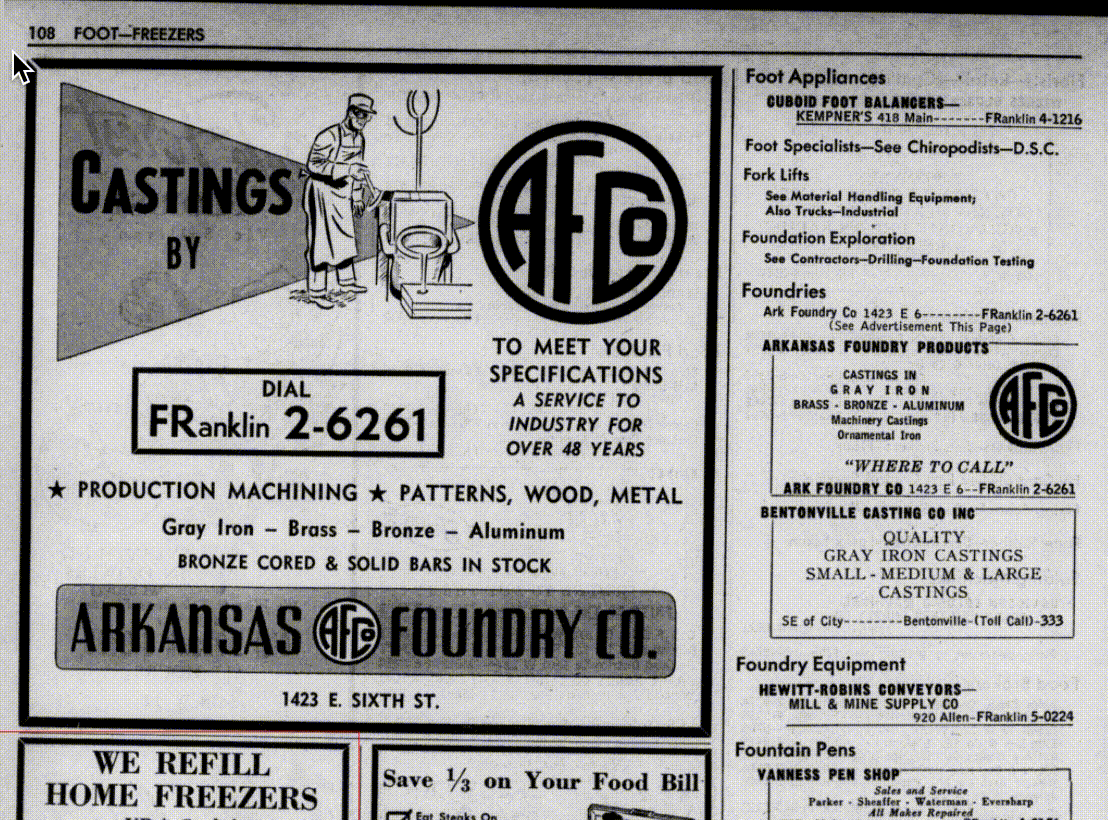 108 FOOT—FREEZERS
CASTINGS
BY
AFCo
TO MEET YOUR
SPECIFICATIONS
A SERVICE TO
INDUSTRY FOR
OVER 48 YEARS
DIAL
FRanklin 2-6261
★ PRODUCTION MACHINING ★ PATTERNS, WOOD, METAL
Gray Iron – Brass – Bronze – Aluminum
BRONZE CORED & SOLID BARS IN STOCK
ARKANSAS AFCo FOUNDRY CO.
1423 E. SIXTH ST.
WE REFILL
HOME FREEZERS
Save ⅓ on Your Food Bill
Eat Steaks On
Foot Appliances
CUBOID FOOT BALANCERS—
KEMPNER'S 418 Main-------FRanklin 4-1216
Foot Specialists—See Chiropodists—D.S.C.
Fork Lifts
See Material Handling Equipment;
Also Trucks—Industrial
Foundation Exploration
See Contractors—Drilling—Foundation Testing
Foundries
Ark Foundry Co 1423 E 6--------FRanklin 2-6261
(See Advertisement This Page)
ARKANSAS FOUNDRY PRODUCTS
CASTINGS IN
GRAY IRON
BRASS - BRONZE - ALUMINUM
Machinery Castings
Ornamental Iron
AFCo
"WHERE TO CALL"
ARK FOUNDRY CO 1423 E 6--FRanklin 2-6261
BENTONVILLE CASTING CO INC
QUALITY
GRAY IRON CASTINGS
SMALL - MEDIUM & LARGE
CASTINGS
SE of City--------Bentonville-(Toll Call)-333
Foundry Equipment
HEWITT-ROBINS CONVEYORS—
MILL & MINE SUPPLY CO
920 Allen-FRanklin 5-0224
Fountain Pens
VANNESS PEN SHOP
Sales and Service
Parker - Sheaffer - Waterman - Eversharp
All Makes Repaired